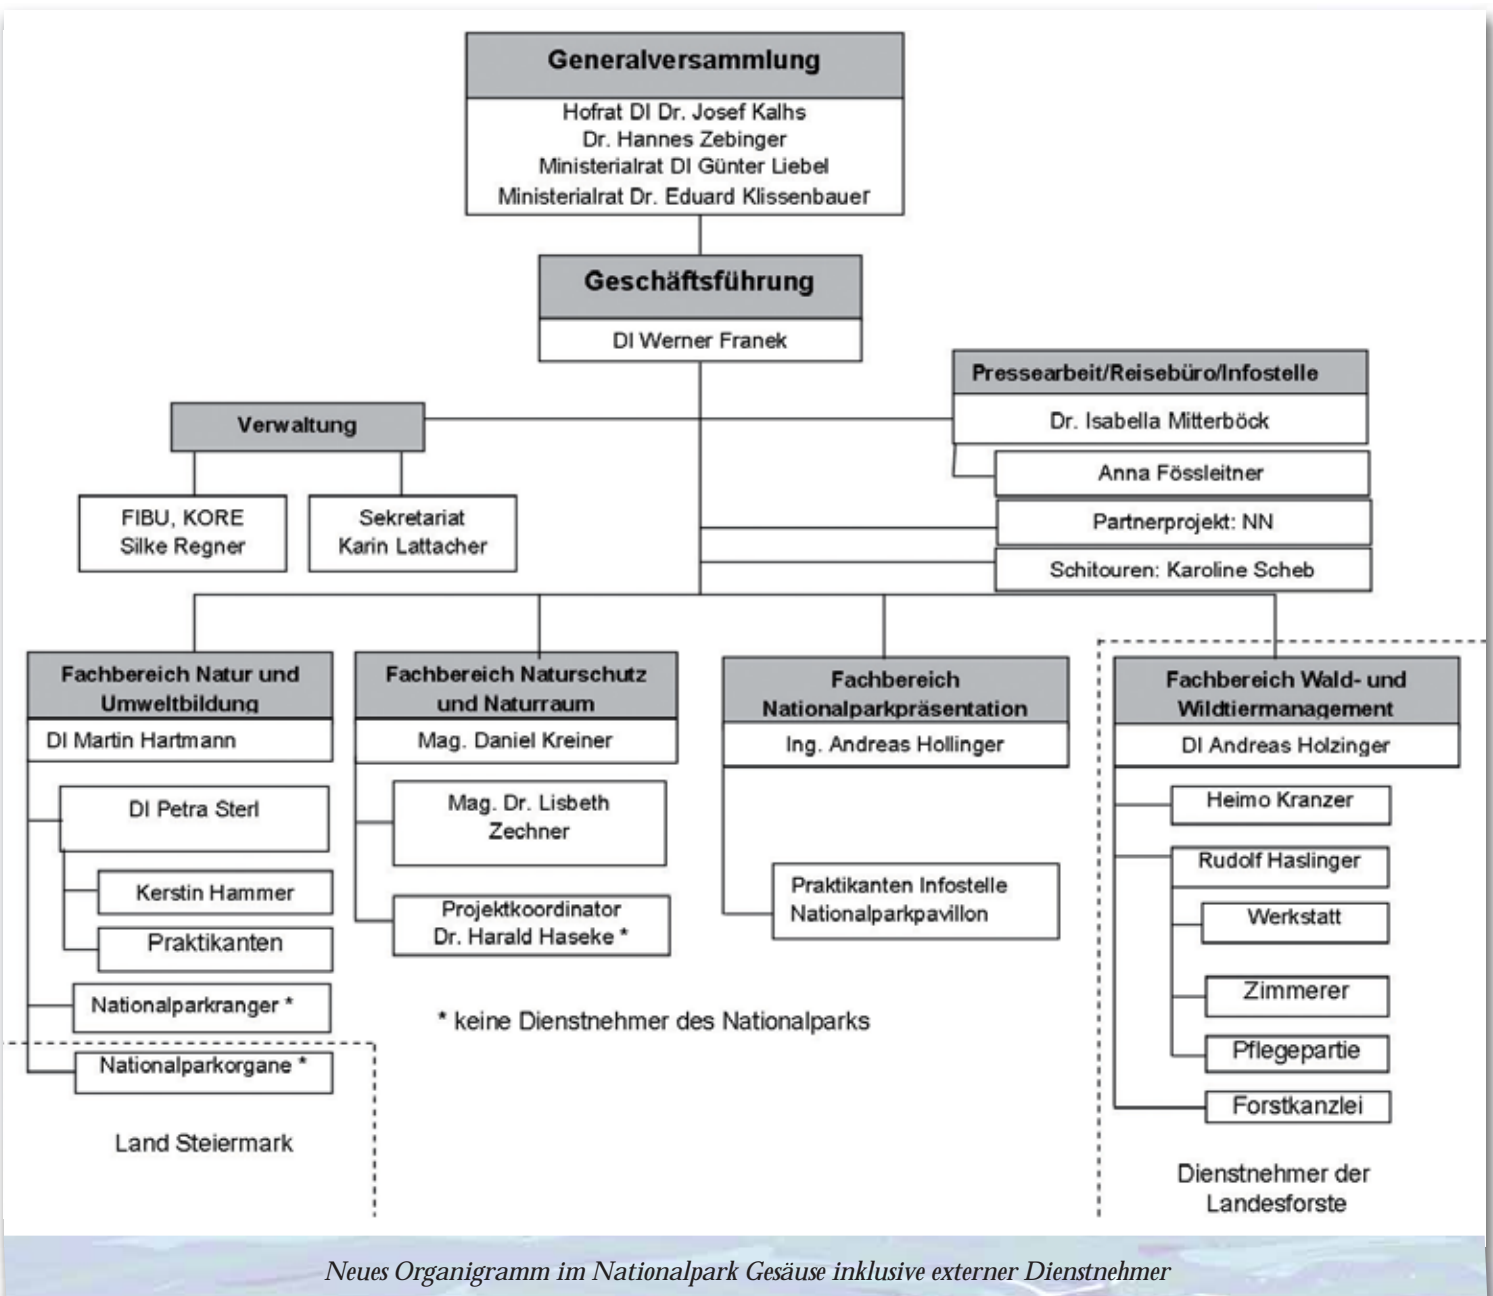 Generalversammlung
Hofrat DI Dr. Josef Kalhs
Dr. Hannes Zebinger
Ministerialrat DI Günter Liebel
Ministerialrat Dr. Eduard Klissenbauer
Geschäftsführung
DI Werner Franek
Pressearbeit/Reisebüro/Infostelle
Dr. Isabella Mitterböck
Anna Fössleitner
Partnerprojekt: NN
Schitouren: Karoline Scheb
Verwaltung
FIBU, KORE
Silke Regner
Sekretariat
Karin Lattacher
Fachbereich Natur und
Umweltbildung
DI Martin Hartmann
DI Petra Sterl
Kerstin Hammer
Praktikanten
Nationalparkranger *
Nationalparkorgane *
Land Steiermark
Fachbereich Naturschutz
und Naturraum
Mag. Daniel Kreiner
Mag. Dr. Lisbeth
Zechner
Projektkoordinator
Dr. Harald Haseke *
* keine Dienstnehmer des Nationalparks
Fachbereich
Nationalparkpräsentation
Ing. Andreas Hollinger
Praktikanten Infostelle
Nationalparkpavillon
Fachbereich Wald- und
Wildtiermanagement
DI Andreas Holzinger
Heimo Kranzer
Rudolf Haslinger
Werkstatt
Zimmerer
Pflegepartie
Forstkanzlei
Dienstnehmer der
Landesforste
Neues Organigramm im Nationalpark Gesäuse inklusive externer Dienstnehmer